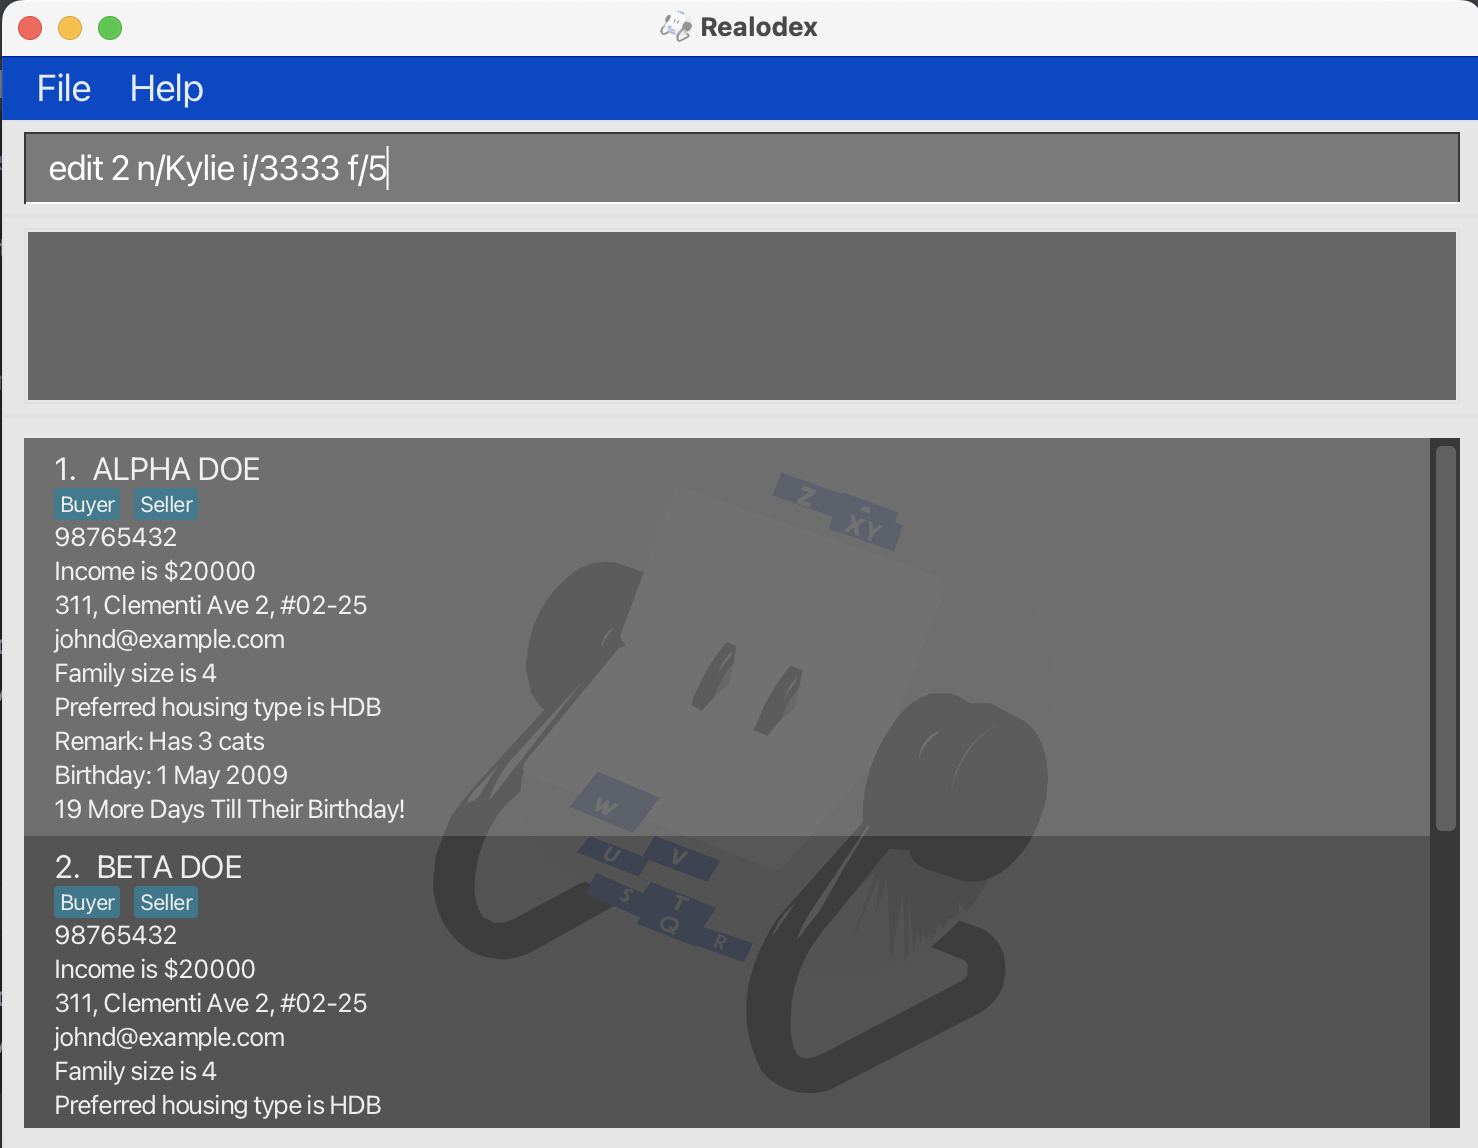 Realodex
File Help
edit 2 n/Kylie i/3333 f/5
1. ALPHA DOE
Buyer Seller
98765432
Income is $20000
311, Clementi Ave 2, #02-25
johnd@example.com
Family size is 4
Preferred housing type is HDB
Remark: Has 3 cats
Birthday: 1 May 2009
19 More Days Till Their Birthday!
2. BETA DOE
Buyer Seller
98765432
Income is $20000
311, Clementi Ave 2, #02-25
johnd@example.com
Family size is 4
Preferred housing type is HDB
Z
XY
W
U V
S T
Q R